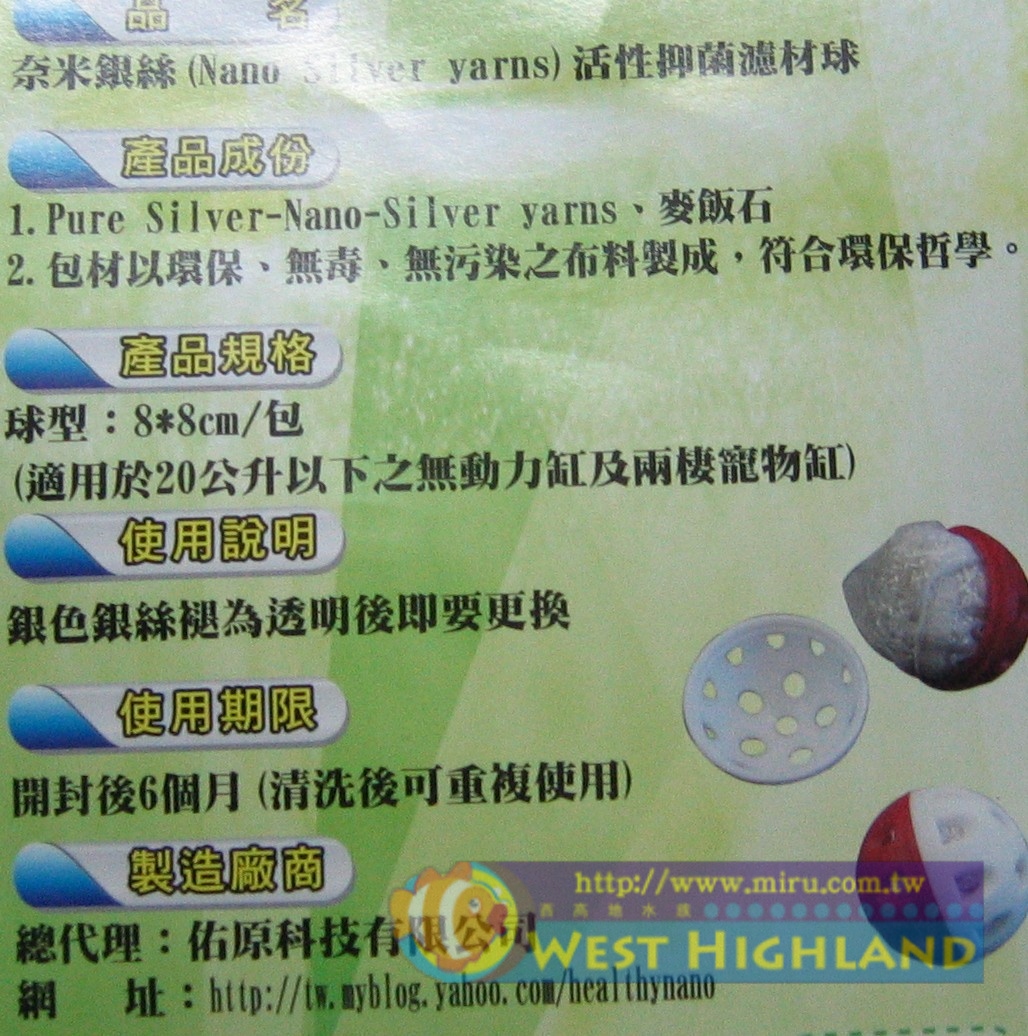 品 名
奈米銀絲(Nano Silver yarns)活性抑菌濾材球
產品成份
1. Pure Silver-Nano-Silver yarns、麥飯石
2. 包材以環保、無毒、無污染之布料製成，符合環保哲學。
產品規格
球型：8*8cm/包
(適用於20公升以下之無動力缸及兩棲寵物缸)
使用說明
銀色銀絲褪為透明後即要更換
使用期限
開封後6個月(清洗後可重複使用)
製造廠商
總代理：佑原科技有限公司
網 址：http://tw.myblog.yahoo.com/healthynano
http://www.miru.com.tw
西高地水族
WEST HIGHLAND